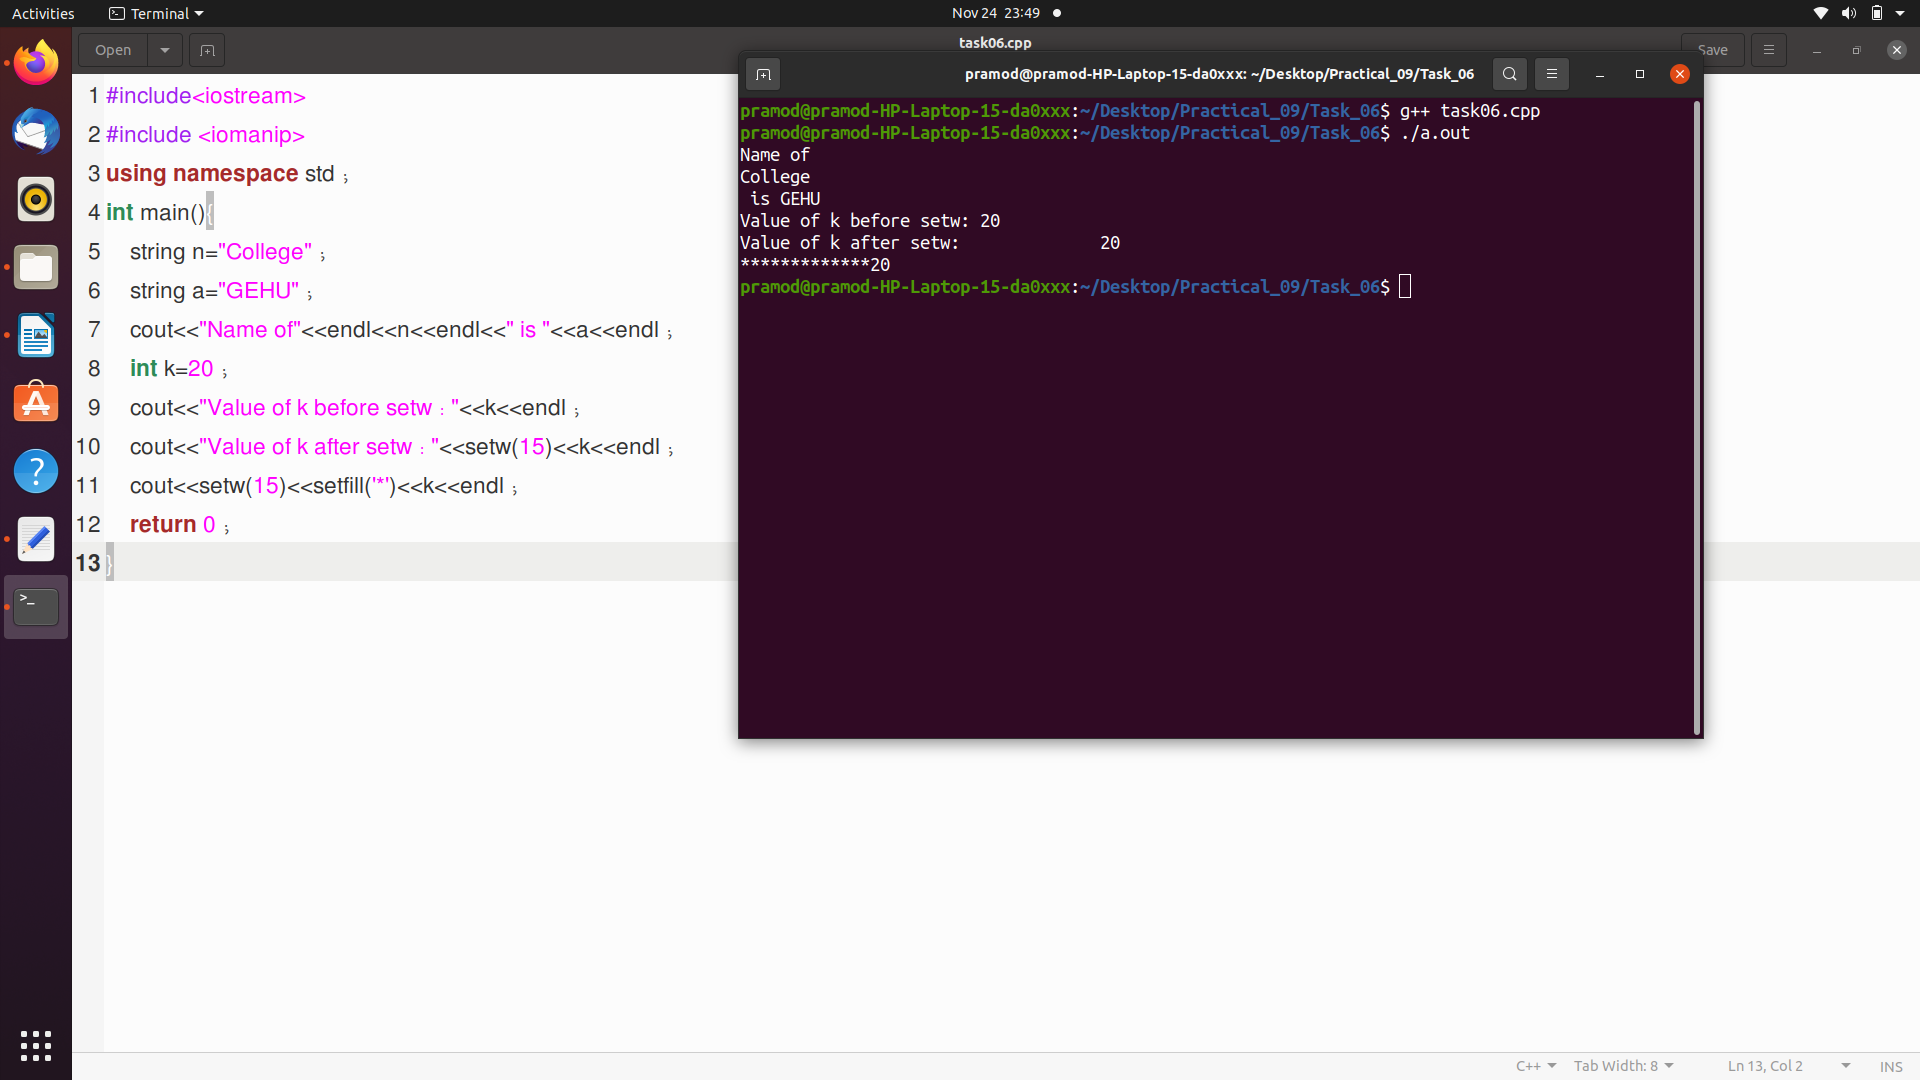 Activities
Terminal
Nov 24 23:49
Open
task06.cpp
Save
1 #include<iostream>
2 #include <iomanip>
3 using namespace std ;
4 int main(){
5 string n="College" ;
6 string a="GEHU" ;
7 cout<<"Name of"<<endl<<n<<endl<<" is "<<a<<endl ;
8 int k=20 ;
9 cout<<"Value of k before setw : "<<k<<endl ;
10 cout<<"Value of k after setw : "<<setw(15)<<k<<endl ;
11 cout<<setw(15)<<setfill('*')<<k<<endl ;
12 return 0 ;
13 }
pramod@pramod-HP-Laptop-15-da0xxx: ~/Desktop/Practical_09/Task_06
pramod@pramod-HP-Laptop-15-da0xxx:~/Desktop/Practical_09/Task_06$ g++ task06.cpp
pramod@pramod-HP-Laptop-15-da0xxx:~/Desktop/Practical_09/Task_06$ ./a.out
Name of
College
 is GEHU
Value of k before setw: 20
Value of k after setw:              20
*************20
pramod@pramod-HP-Laptop-15-da0xxx:~/Desktop/Practical_09/Task_06$
C++
Tab Width: 8
Ln 13, Col 2
INS